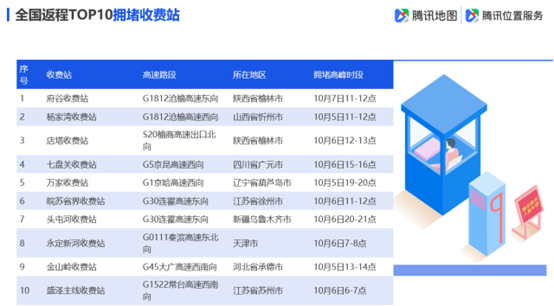 全国返程TOP10拥堵收费站
腾讯地图 腾讯位置服务
序号 收费站 高速路段 所在地区 拥堵高峰时段
1 府谷收费站 G1812沧榆高速东向 陕西省榆林市 10月7日11-12点
2 杨家湾收费站 G1812沧榆高速西向 山西省忻州市 10月5日11-12点
3 店塔收费站 S20榆商高速出口北向 陕西省榆林市 10月6日12-13点
4 七盘关收费站 G5京昆高速西向 四川省广元市 10月6日15-16点
5 万家收费站 G1京哈高速西向 辽宁省葫芦岛市 10月5日19-20点
6 皖苏省界收费站 G30连霍高速东向 江苏省徐州市 10月6日11-12点
7 头屯河收费站 G30连霍高速东向 新疆乌鲁木齐市 10月6日20-21点
8 永定新河收费站 G0111秦滨高速东北向 天津市 10月6日7-8点
9 金山岭收费站 G45大广高速西南向 河北省承德市 10月5日13-14点
10 盛泽主线收费站 G1522常台高速西南向 江苏省苏州市 10月6日6-7点